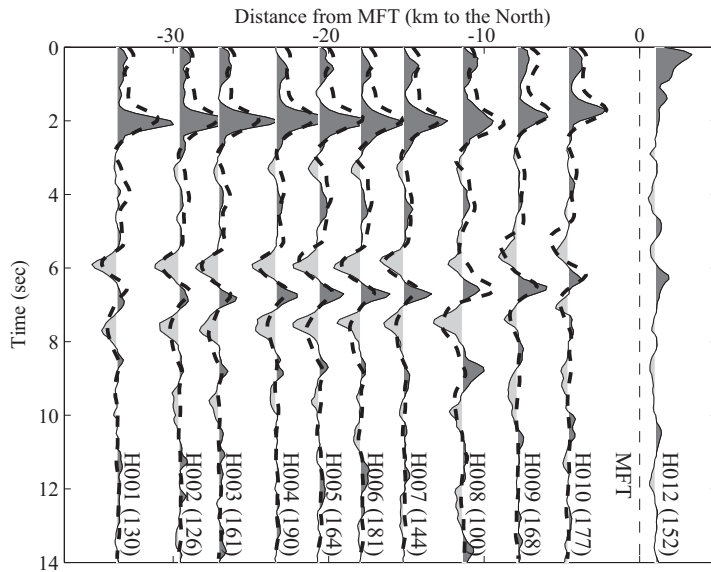 Distance from MFT (km to the North)
-30
-20
-10
0
0
2
4
6
8
10
12
14
Time (sec)
H001 (130)
H002 (126)
H003 (161)
H004 (190)
H005 (164)
H006 (181)
H007 (144)
H008 (100)
H009 (168)
H010 (177)
MFT
H012 (152)